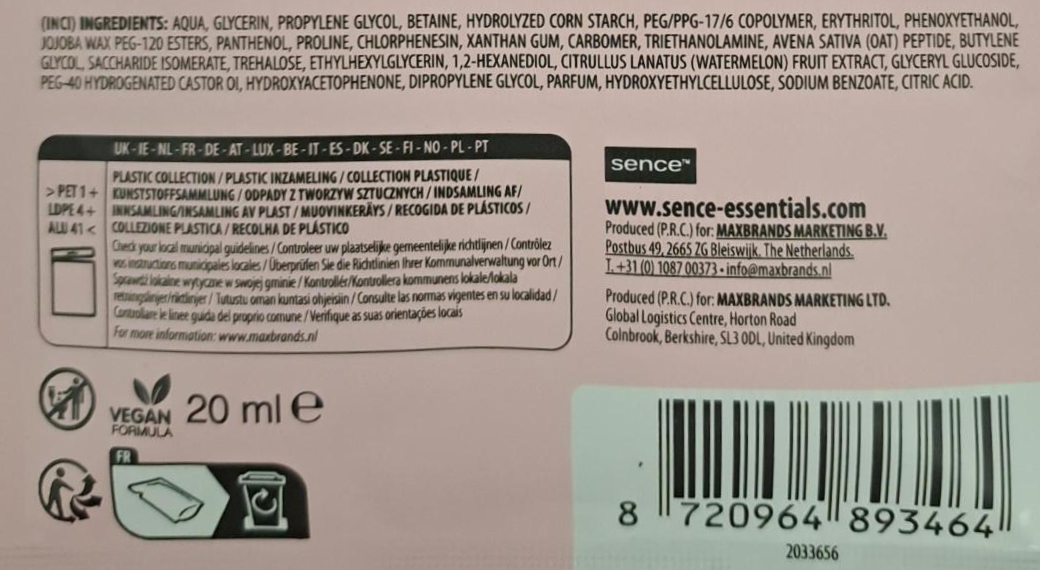 (INCI) INGREDIENTS: AQUA, GLYCERIN, PROPYLENE GLYCOL, BETAINE, HYDROLYZED CORN STARCH, PEG/PPG-17/6 COPOLYMER, ERYTHRITOL, PHENOXYETHANOL,
JOJOBA WAX PEG-120 ESTERS, PANTHENOL, PROLINE, CHLORPHENESIN, XANTHAN GUM, CARBOMER, TRIETHANOLAMINE, AVENA SATIVA (OAT) PEPTIDE, BUTYLENE
GLYCOL, SACCHARIDE ISOMERATE, TREHALOSE, ETHYLHEXYLGLYCERIN, 1,2-HEXANEDIOL, CITRULLUS LANATUS (WATERMELON) FRUIT EXTRACT, GLYCERYL GLUCOSIDE,
PEG-40 HYDROGENATED CASTOR OI, HYDROXYACETOPHENONE, DIPROPYLENE GLYCOL, PARFUM, HYDROXYETHYLCELLULOSE, SODIUM BENZOATE, CITRIC ACID.
UK - IE - NL - FR - DE - AT - LUX - BE - IT - ES - DK - SE - FI - NO - PL - PT
> PET 1 +
LDPE 4 +
ALU 41 <
PLASTIC COLLECTION / PLASTIC INZAMELING / COLLECTION PLASTIQUE /
KUNSTSTOFFSAMMLUNG / ODPADY Z TWORZYW SZTUCZNYCH / INDSAMLING AF/
INNSAMLING/INSAMLING AV PLAST / MUOVINKERÄYS / RECOGIDA DE PLÁSTICOS /
COLLEZIONE PLASTICA / RECOLHA DE PLÁSTICO
Check your local municipal guidelines / Controleer uw plaatselijke gemeentelijke richtlijnen / Contrôlez
vos instructions municipales locales / Überprüfen Sie die Richtlinien Ihrer Kommunalverwaltung vor Ort /
Sprawdź lokalne wytyczne w swojej gminie / Kontrollér/Kontrollera kommunens lokale/lokala
retningslinjer/riktlinjer / Tutustu oman kuntasi ohjeisiin / Consulte las normas vigentes en su localidad /
Controllare le linee guida del proprio comune / Verifique as suas orientações locais
For more information: www.maxbrands.nl
sence™
www.sence-essentials.com
Produced (P.R.C.) for: MAXBRANDS MARKETING B.V.
Postbus 49, 2665 ZG Bleiswijk, The Netherlands.
T. +31 (0) 1087 00373 • info@maxbrands.nl
Produced (P.R.C.) for: MAXBRANDS MARKETING LTD.
Global Logistics Centre, Horton Road
Colnbrook, Berkshire, SL3 0DL, United Kingdom
VEGAN
FORMULA
20 ml e
FR
8 720964 893464
2033656